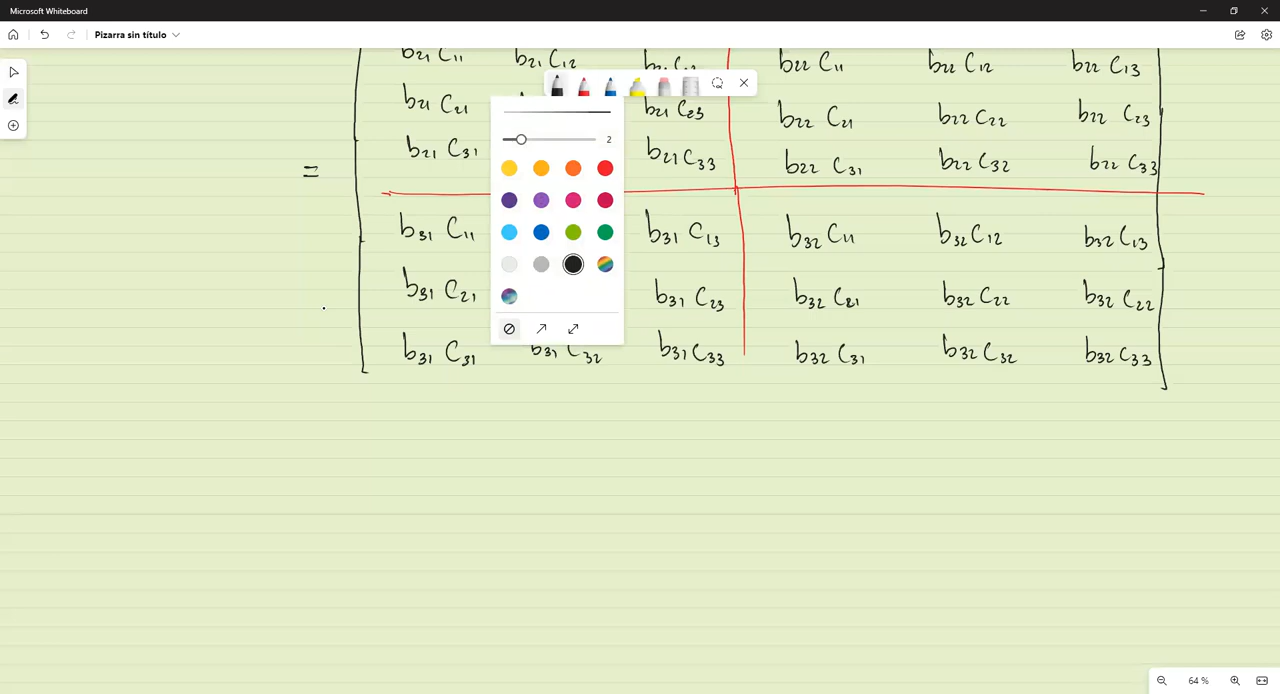 Microsoft Whiteboard
Pizarra sin título
b21 C11 b21 C12 b22 C11 b22 C12 b22 C13
b21 C21 b21 C23 b22 C21 b22 C22 b22 C23
b21 C31 b21 C33 b22 C31 b22 C32 b22 C33
=
b31 C11 b31 C13 b32 C11 b32 C12 b32 C13
b31 C21 b31 C23 b32 C21 b32 C22 b32 C22
b31 C31 b31 C32 b31 C33 b32 C31 b32 C32 b32 C33
2
64 %